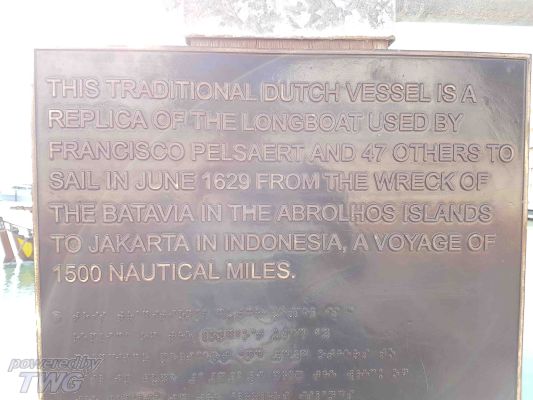 THIS TRADITIONAL DUTCH VESSEL IS A
REPLICA OF THE LONGBOAT USED BY
FRANCISCO PELSAERT AND 47 OTHERS TO
SAIL IN JUNE 1629 FROM THE WRECK OF
THE BATAVIA IN THE ABROLHOS ISLANDS
TO JAKARTA IN INDONESIA, A VOYAGE OF
1500 NAUTICAL MILES.
powered by
TWG